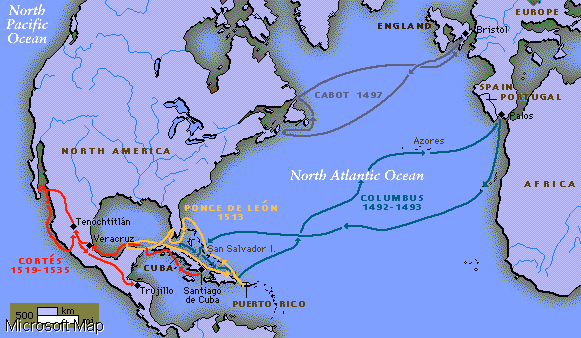 North
Pacific
Ocean
EUROPE
ENGLAND
Bristol
CABOT 1497
SPAIN
PORTUGAL
Palos
Azores
NORTH AMERICA
North Atlantic Ocean
AFRICA
COLUMBUS
1492-1493
PONCE DE LEÓN
1513
Tenochtitlán
Veracruz
San Salvador I.
CORTÉS
1519-1535
CUBA
Trujillo
Santiago
de Cuba
PUERTO RICO
500
km
Microsoft Map